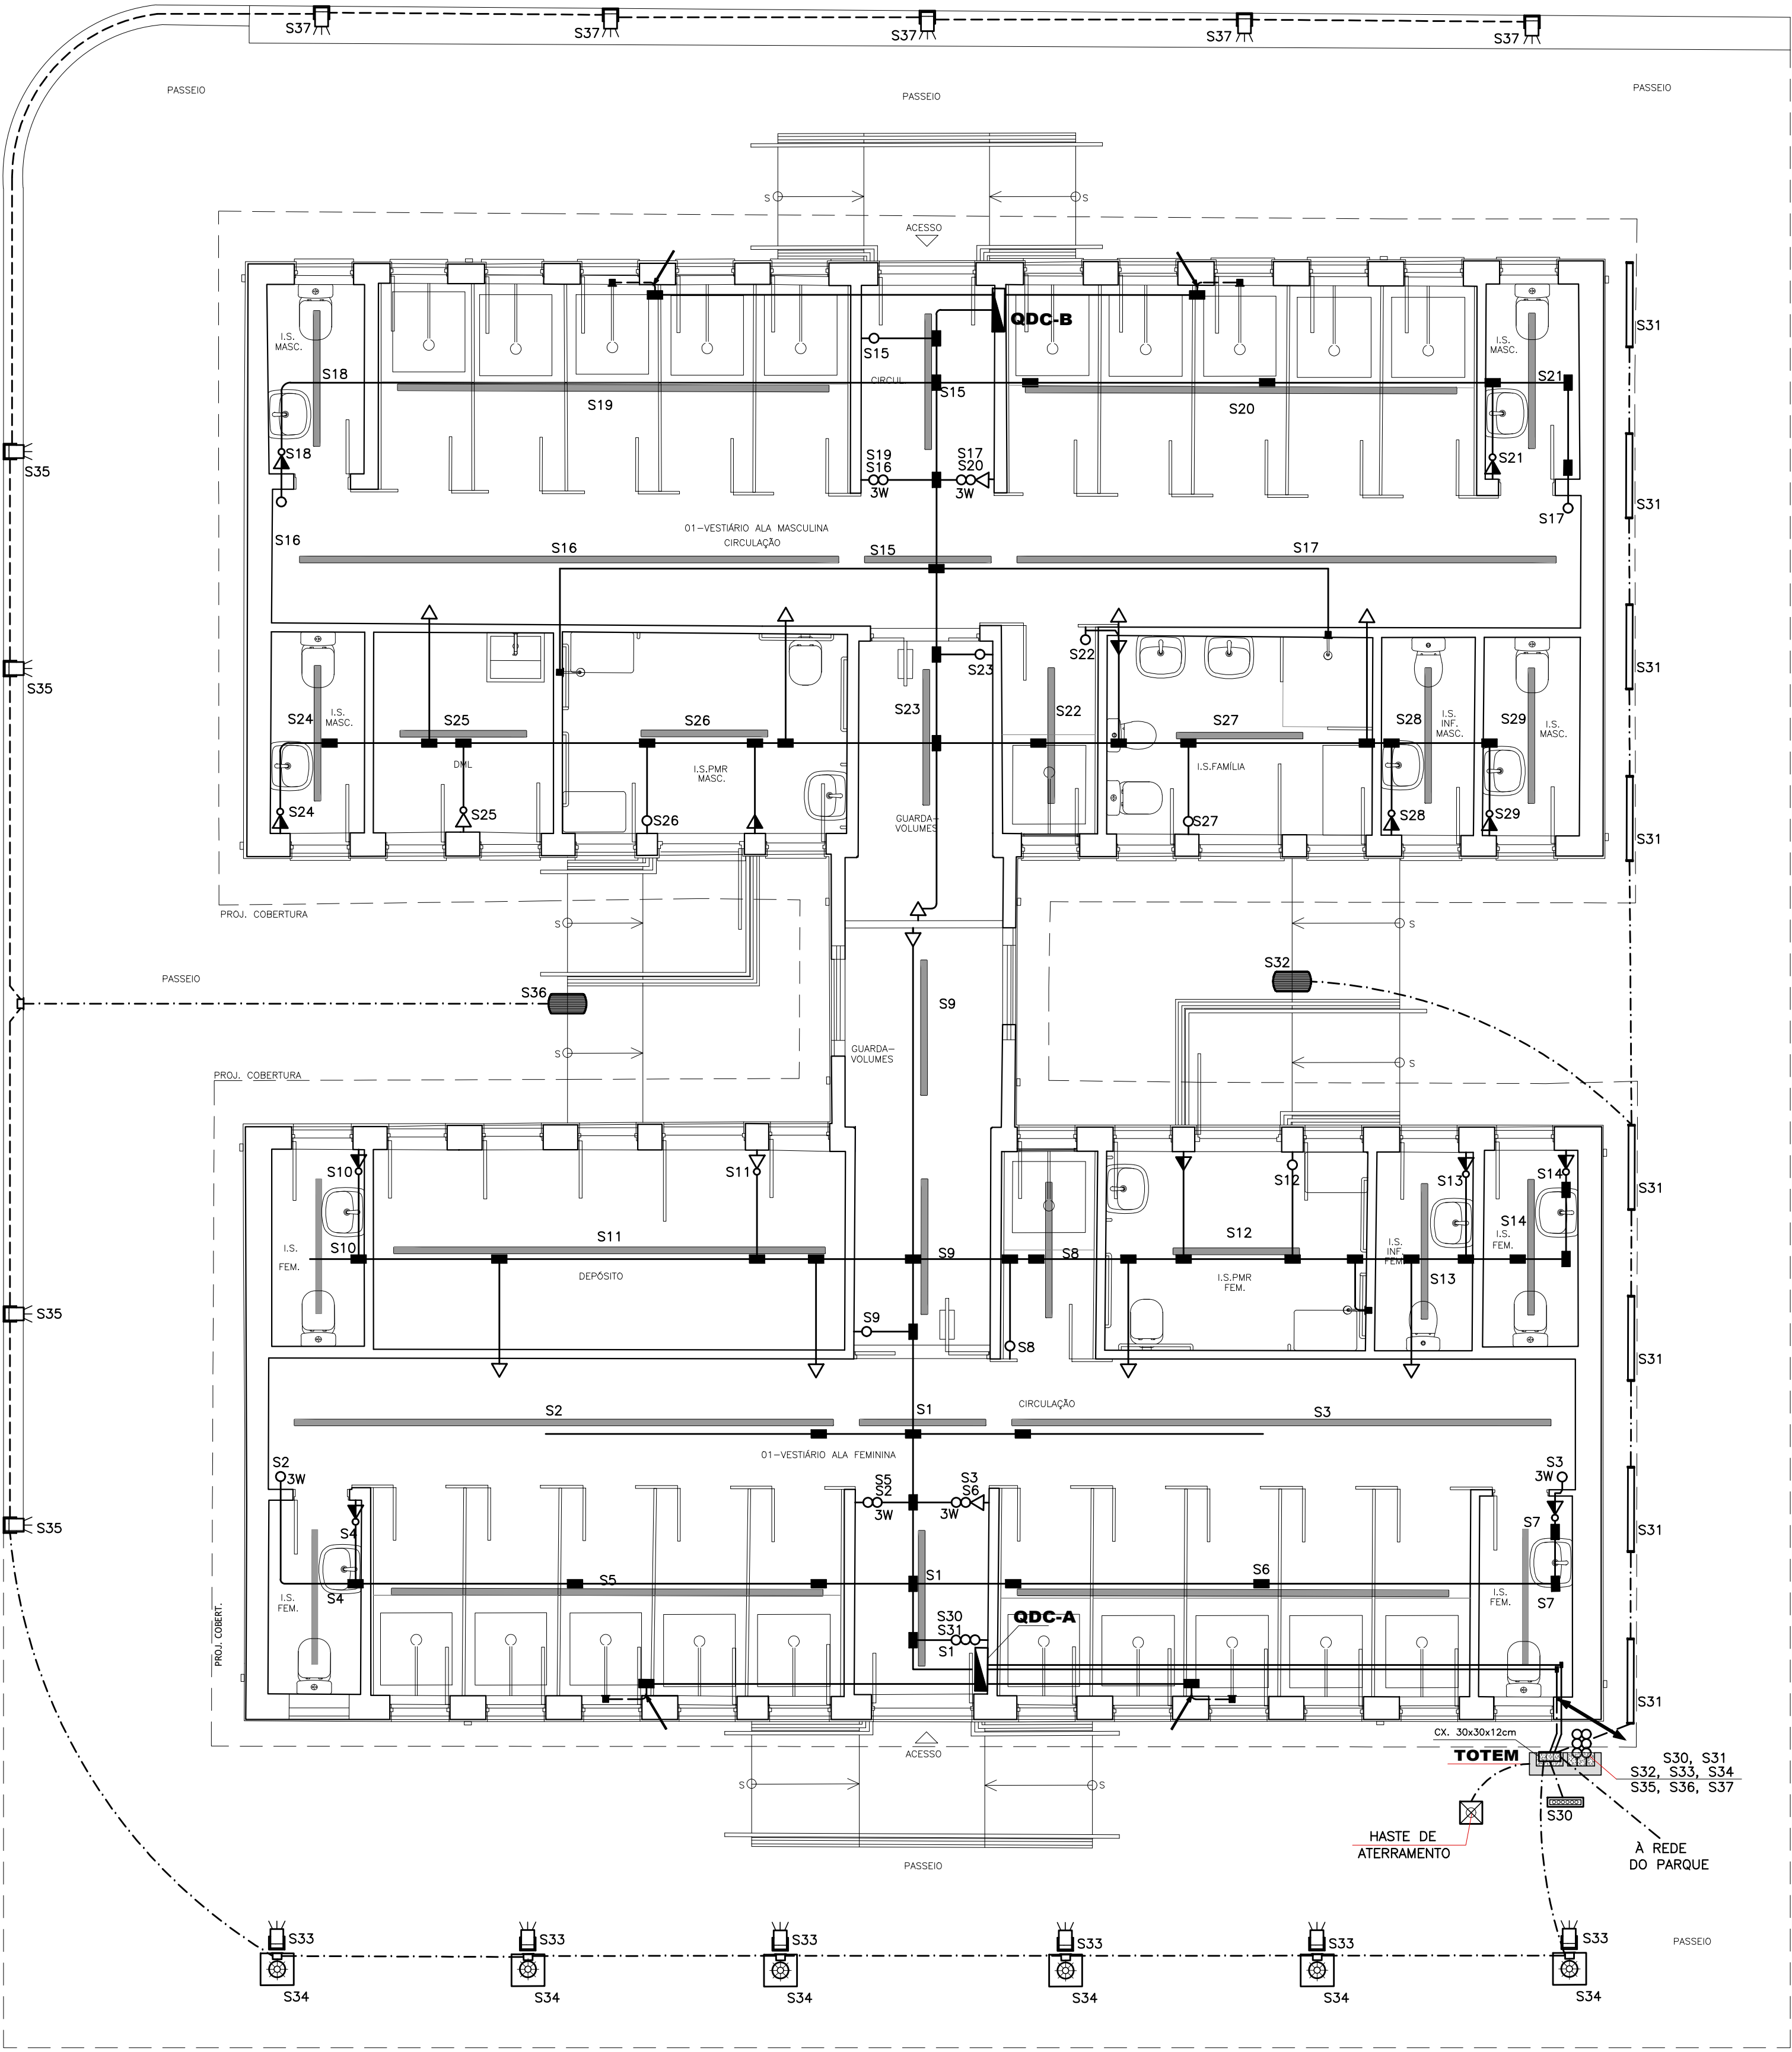 S37
S37
S37
S37
S37
PASSEIO
PASSEIO
PASSEIO
S
S
ACESSO
QDC-B
S31
I.S.
MASC.
I.S.
MASC.
S15
S18
CIRCUL.
S15
S21
S19
S20
S35
S18
S19
S16
3W
S17
S20
3W
S21
S31
S17
01-VESTIÁRIO ALA MASCULINA
CIRCULAÇÃO
S16
S16
S15
S17
S35
S22
S23
S31
S24
I.S.
MASC.
S25
S26
S23
S22
S27
S28
I.S.
INF.
MASC.
S29
I.S.
MASC.
DML
I.S.PMR
MASC.
I.S.FAMÍLIA
S24
S25
S26
GUARDA-
VOLUMES
S27
S28
S29
S31
PROJ. COBERTURA
S
S
PASSEIO
S36
S32
S9
S
GUARDA-
VOLUMES
S
PROJ. COBERTURA
S10
S11
S12
S13
S14
S31
S10
I.S.
FEM.
S11
S9
S8
S12
I.S.
INF.
FEM.
S13
S14
I.S.
FEM.
DEPÓSITO
I.S.PMR
FEM.
S35
S9
S8
S31
CIRCULAÇÃO
S2
S1
S3
01-VESTIÁRIO ALA FEMININA
S2
3W
S5
S2
3W
S3
S6
3W
S3
3W
S35
S4
S7
S31
S4
I.S.
FEM.
S5
S1
S6
I.S.
FEM.
S7
PROJ. COBERT.
S30
S31
S1
QDC-A
S31
ACESSO
CX. 30x30x12cm
TOTEM
S30, S31
S32, S33, S34
S35, S36, S37
S
S
S30
HASTE DE
ATERRAMENTO
À REDE
DO PARQUE
PASSEIO
S33
S33
S33
S33
S33
S33
PASSEIO
S34
S34
S34
S34
S34
S34